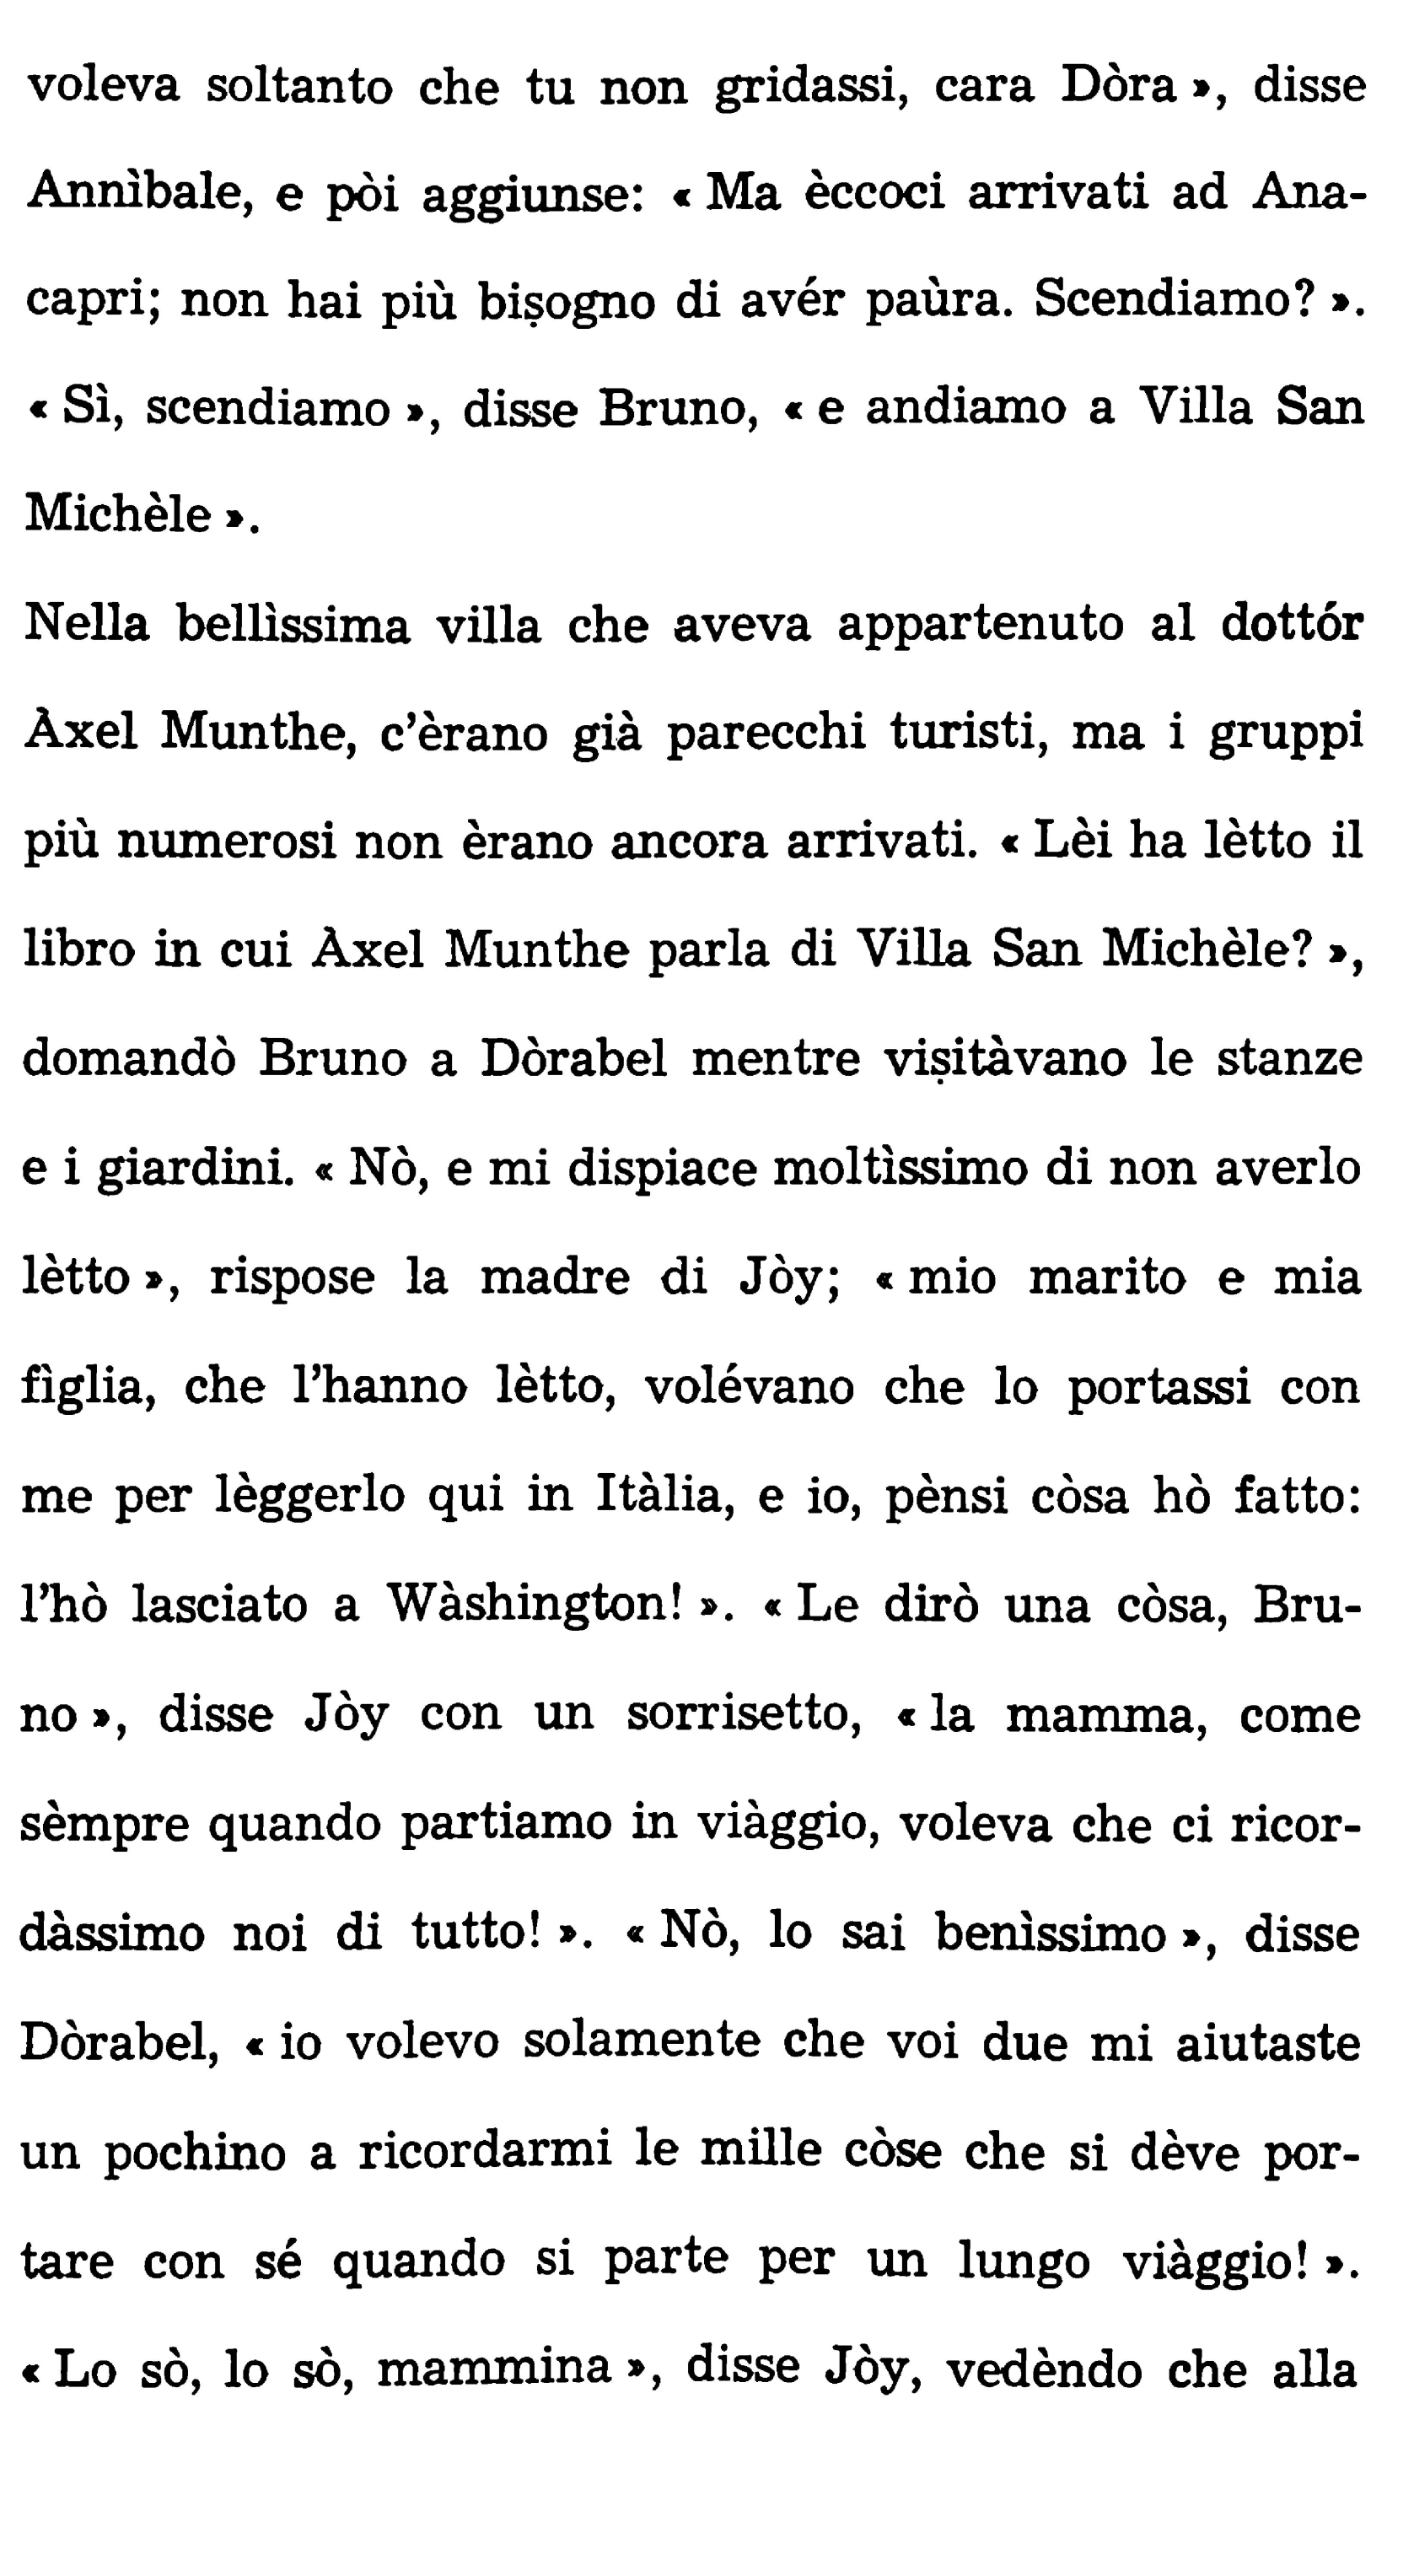 voleva soltanto che tu non gridassi, cara Dòra », disse
Annìbale, e pòi aggiunse: « Ma èccoci arrivati ad Ana-
capri; non hai più biṣogno di avér paùra. Scendiamo? ».
« Sì, scendiamo », disse Bruno, « e andiamo a Villa San
Michèle ».
Nella bellìssima villa che aveva appartenuto al dottór
Àxel Munthe, c'èrano già parecchi turisti, ma i gruppi
più numerosi non èrano ancora arrivati. « Lèi ha lètto il
libro in cui Àxel Munthe parla di Villa San Michèle? »,
domandò Bruno a Dòrabel mentre viṣitàvano le stanze
e i giardini. « Nò, e mi dispiace moltìssimo di non averlo
lètto », rispose la madre di Jòy; « mio marito e mia
fìglia, che l'hanno lètto, volévano che lo portassi con
me per lèggerlo qui in Itàlia, e io, pènsi còsa hò fatto:
l'hò lasciato a Wàshington! ». « Le dirò una còsa, Bru-
no », disse Jòy con un sorrisetto, « la mamma, come
sèmpre quando partiamo in viàggio, voleva che ci ricor-
dàssimo noi di tutto! ». « Nò, lo sai benìssimo », disse
Dòrabel, « io volevo solamente che voi due mi aiutaste
un pochino a ricordarmi le mille còse che si dève por-
tare con sé quando si parte per un lungo viàggio! ».
« Lo sò, lo sò, mammina », disse Jòy, vedèndo che alla